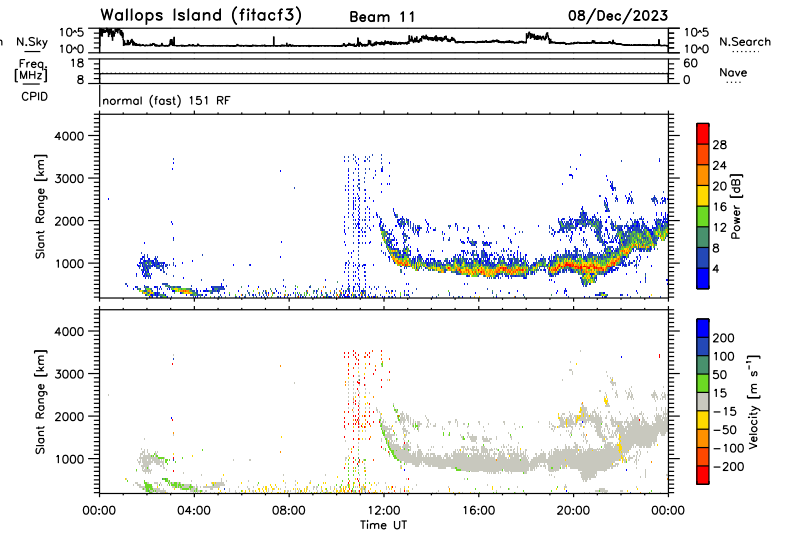 Wallops Island (fitacf3) Beam 11 08/Dec/2023
n N.Sky 10^5 10^0 10^5 10^0 N.Search
Freq. [MHz] 18 8 60 0 Nave
CPID normal (fast) 151 RF
Slant Range [km] 4000 3000 2000 1000
28 24 20 16 12 8 4 Power [dB]
Slant Range [km] 4000 3000 2000 1000
200 100 50 15 -15 -50 -100 -200 Velocity [m s^-1]
00:00 04:00 08:00 12:00 16:00 20:00 00:00
Time UT